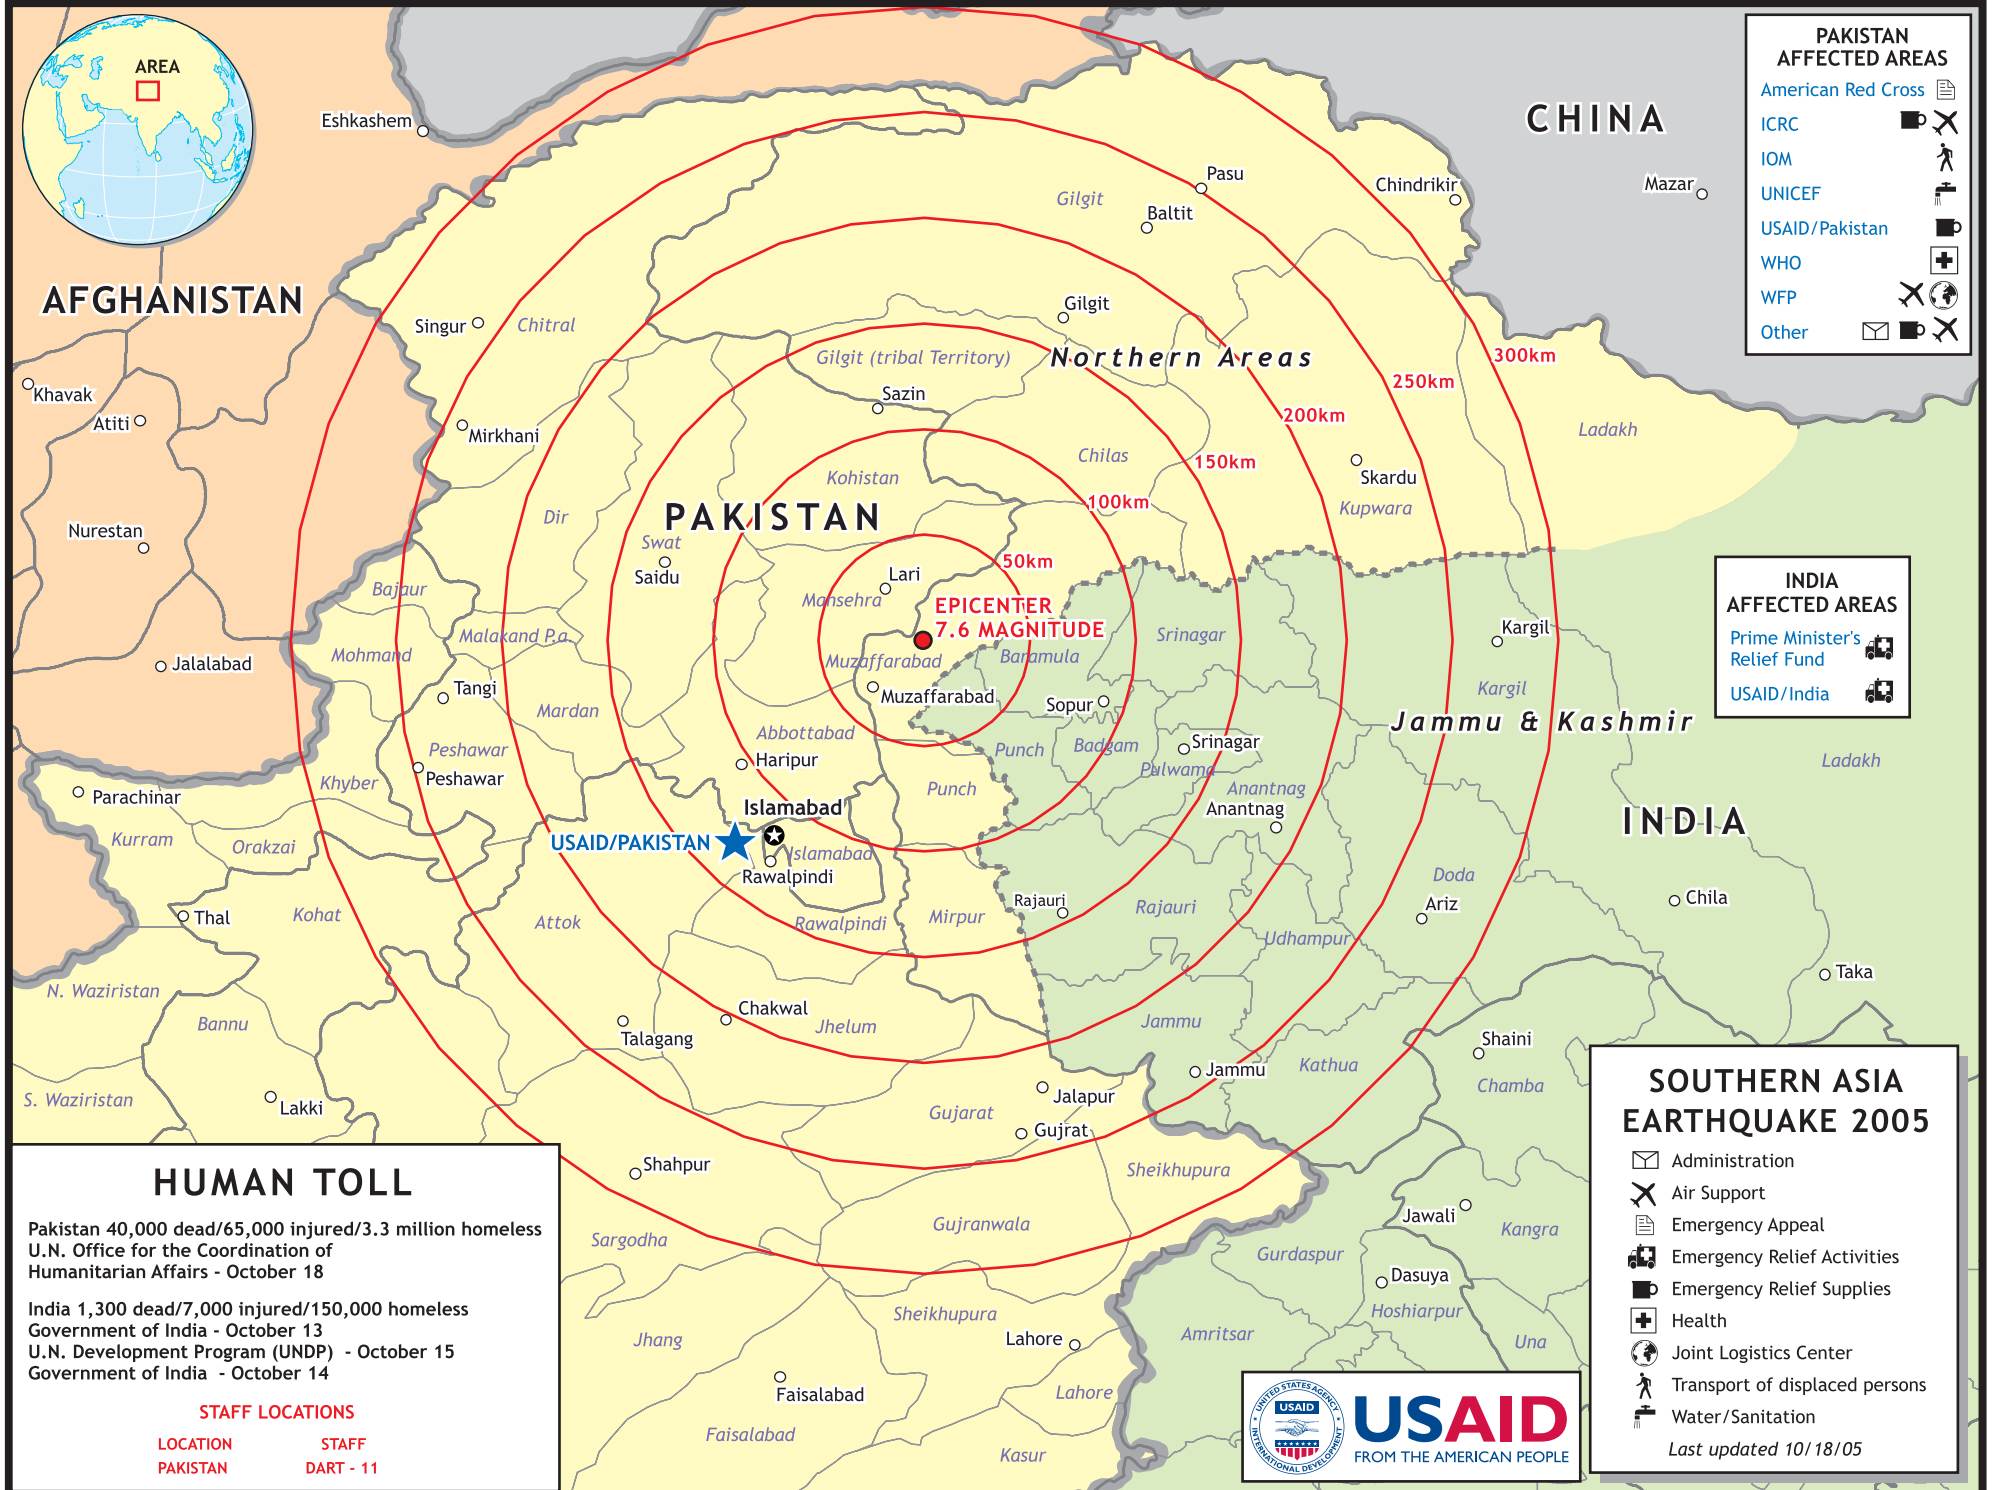 AREA
PAKISTAN
AFFECTED AREAS
American Red Cross
ICRC
IOM
UNICEF
USAID/Pakistan
WHO
WFP
Other
CHINA
Eshkashem
Mazar
Pasu
Chindrikir
Gilgit
Baltit
AFGHANISTAN
Singur
Chitral
Gilgit
Gilgit (tribal Territory)
Northern Areas
300km
250km
200km
150km
100km
50km
Khavak
Atiti
Sazin
Mirkhani
Ladakh
Chilas
Skardu
Kupwara
Kohistan
PAKISTAN
Dir
Nurestan
Swat
Saidu
Lari
Mansehra
Bajaur
EPICENTER
7.6 MAGNITUDE
INDIA
AFFECTED AREAS
Prime Minister's
Relief Fund
USAID/India
Malakand P.a
Srinagar
Kargil
Mohmand
Jalalabad
Baramula
Muzaffarabad
Muzaffarabad
Tangi
Kargil
Mardan
Sopur
Jammu & Kashmir
Abbottabad
Peshawar
Peshawar
Punch
Badgam
Srinagar
Pulwama
Haripur
Khyber
Ladakh
Parachinar
Punch
Anantnag
Anantnag
Islamabad
INDIA
Kurram
Orakzai
USAID/PAKISTAN
Islamabad
Rawalpindi
Doda
Thal
Kohat
Attok
Rawalpindi
Mirpur
Rajauri
Rajauri
Ariz
Chila
Udhampur
Taka
N. Waziristan
Bannu
Chakwal
Talagang
Jhelum
Jammu
Jammu
Kathua
Shaini
Chamba
S. Waziristan
Lakki
Jalapur
Gujarat
Gujrat
Shahpur
Sheikhupura
Jawali
Kangra
Gujranwala
Sargodha
Gurdaspur
Dasuya
Hoshiarpur
Sheikhupura
Jhang
Lahore
Amritsar
Una
Faisalabad
Lahore
Faisalabad
Kasur
HUMAN TOLL
Pakistan 40,000 dead/65,000 injured/3.3 million homeless
U.N. Office for the Coordination of
Humanitarian Affairs - October 18
India 1,300 dead/7,000 injured/150,000 homeless
Government of India - October 13
U.N. Development Program (UNDP) - October 15
Government of India - October 14
STAFF LOCATIONS
LOCATION STAFF
PAKISTAN DART - 11
UNITED STATES AGENCY
USAID
INTERNATIONAL DEVELOPMENT
USAID
FROM THE AMERICAN PEOPLE
SOUTHERN ASIA
EARTHQUAKE 2005
Administration
Air Support
Emergency Appeal
Emergency Relief Activities
Emergency Relief Supplies
Health
Joint Logistics Center
Transport of displaced persons
Water/Sanitation
Last updated 10/18/05